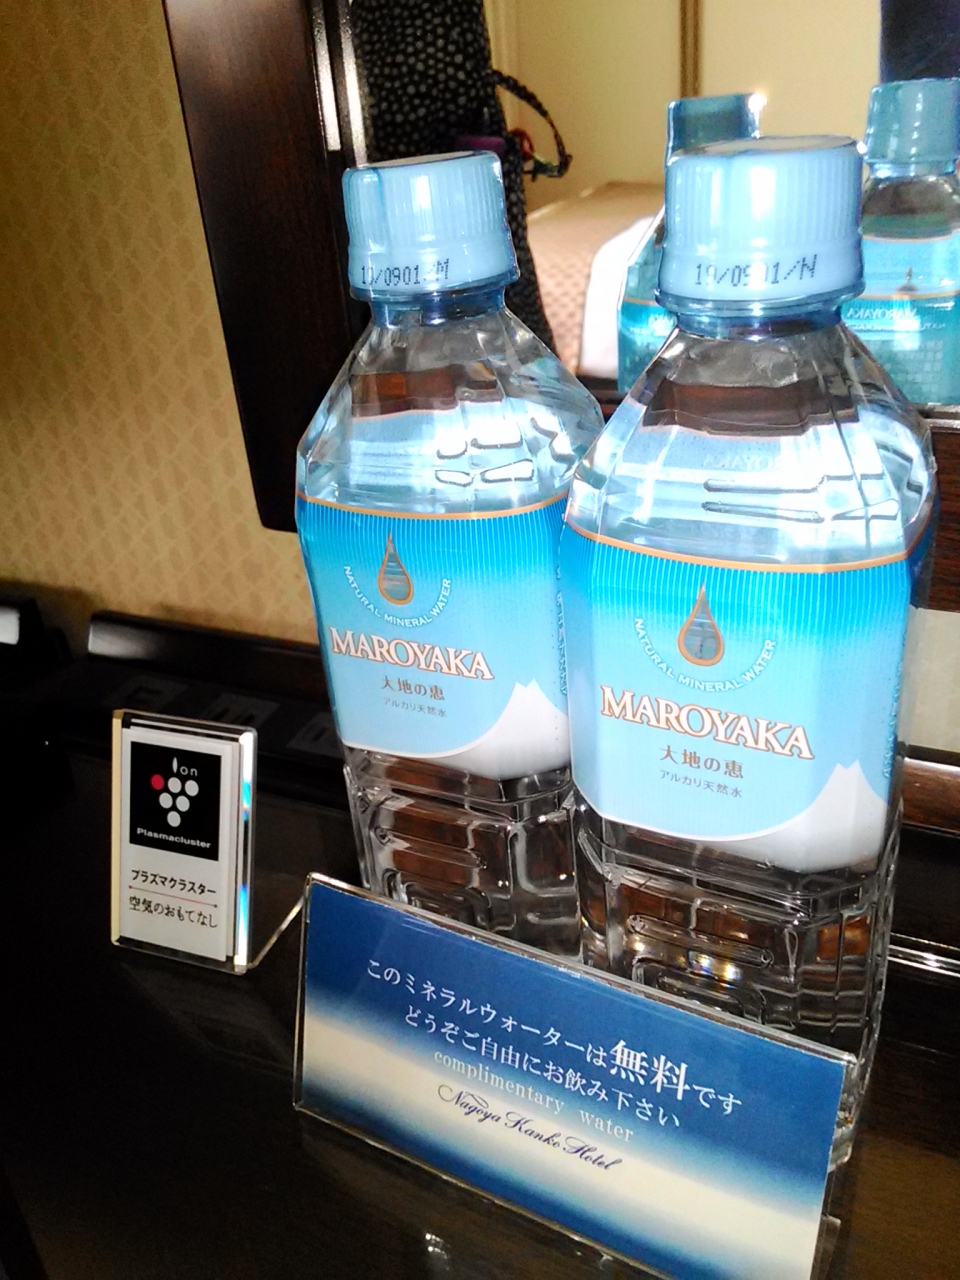 19/0901/M
19/0901/N
NATURAL MINERAL WATER
MAROYAKA
大地の恵
アルカリ天然水
NATURAL MINERAL WATER
MAROYAKA
大地の恵
アルカリ天然水
Ion
Plasmacluster
プラズマクラスター
空気のおもてなし
このミネラルウォーターは無料です
どうぞご自由にお飲み下さい
complimentary water
Nagoya Kanko Hotel